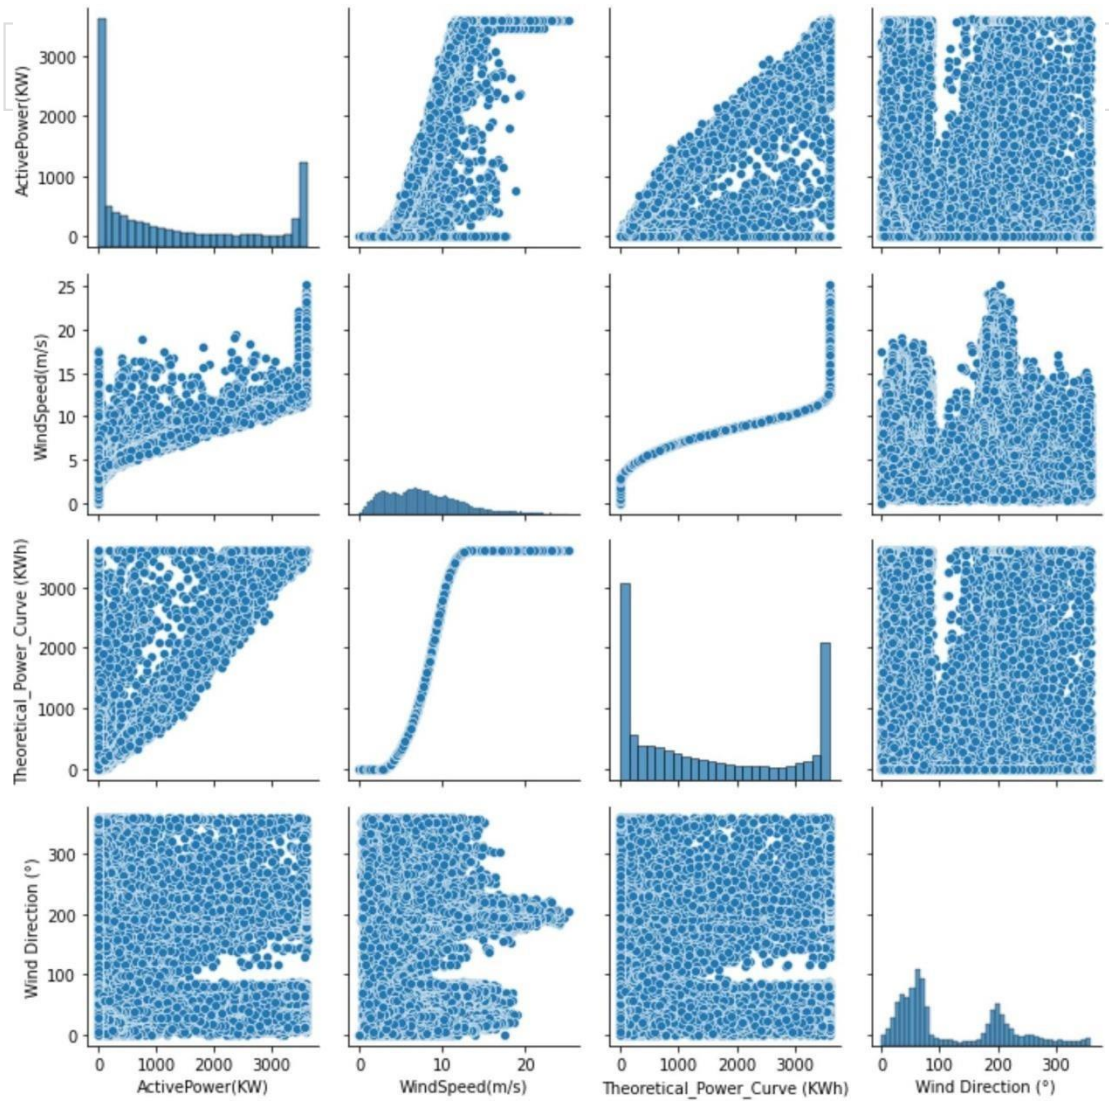 ActivePower(KW)
3000
2000
1000
0
WindSpeed(m/s)
25
20
15
10
5
0
Theoretical_Power_Curve (KWh)
3000
2000
1000
0
Wind Direction (°)
300
200
100
0
0 1000 2000 3000
ActivePower(KW)
0 10 20
WindSpeed(m/s)
0 1000 2000 3000
Theoretical_Power_Curve (KWh)
0 100 200 300
Wind Direction (°)